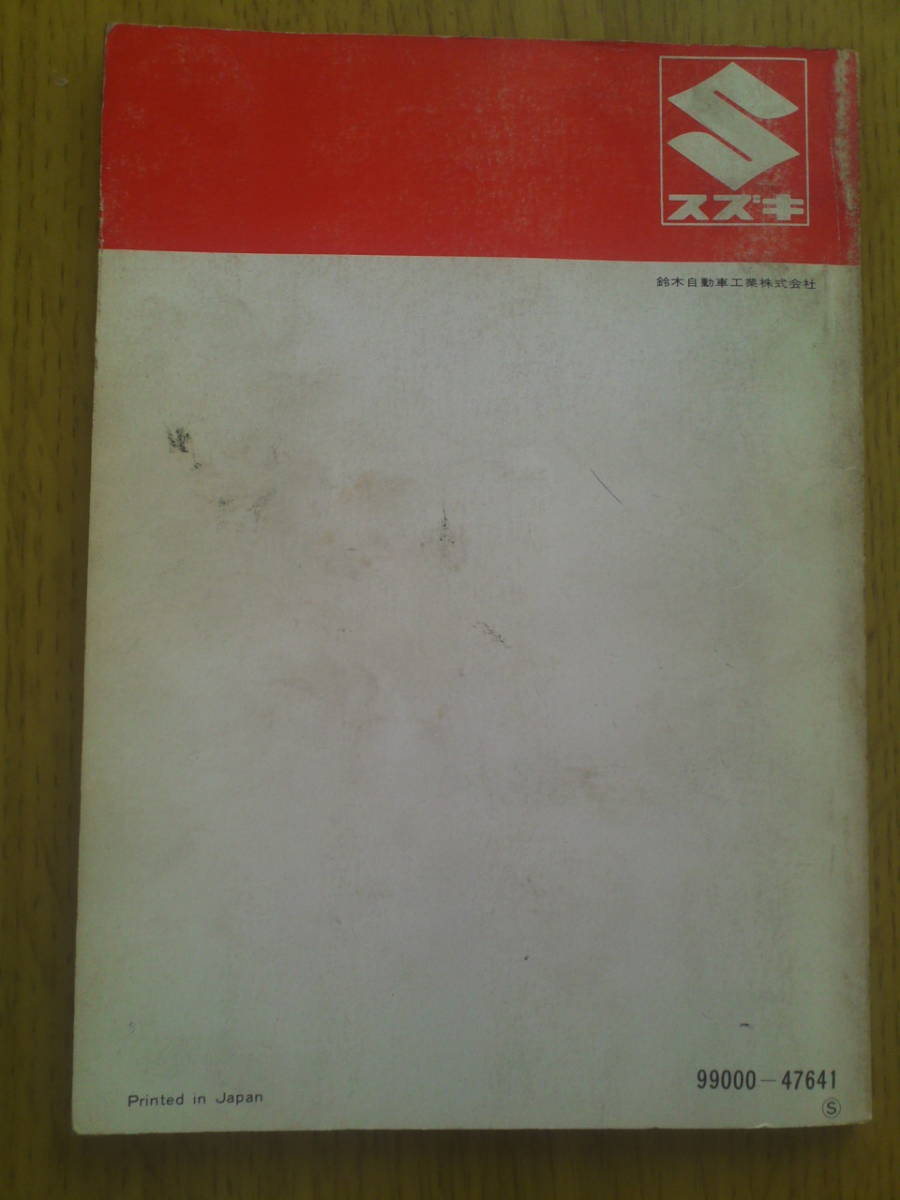 スズキ
鈴木自動車工業株式会社
99000-47641
Printed in Japan
Ⓢ